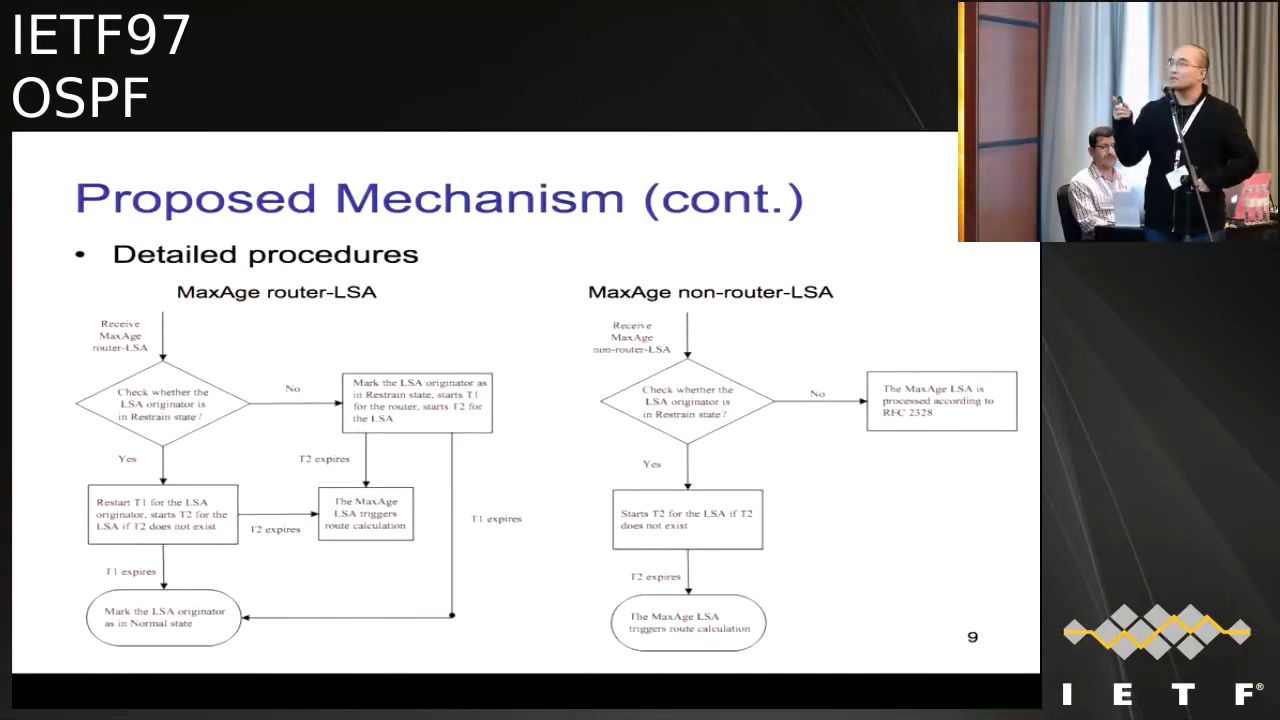 IETF97
OSPF
Proposed Mechanism (cont.)
• Detailed procedures
MaxAge router-LSA
Receive
MaxAge
router-LSA
Check whether the
LSA originator is
in Restrain state?
No
Mark the LSA originator as
in Restrain state, starts T1
for the router, starts T2 for
the LSA
Yes
T2 expires
Restart T1 for the LSA
originator, starts T2 for the
LSA if T2 does not exist
T2 expires
The MaxAge
LSA triggers
route calculation
T1 expires
T1 expires
Mark the LSA originator
as in Normal state
MaxAge non-router-LSA
Receive
MaxAge
non-router-LSA
Check whether the
LSA originator is
in Restrain state?
No
The MaxAge LSA is
processed according to
RFC 2328
Yes
Starts T2 for the LSA if T2
does not exist
T2 expires
The MaxAge LSA
triggers route calculation
9
I E T F®